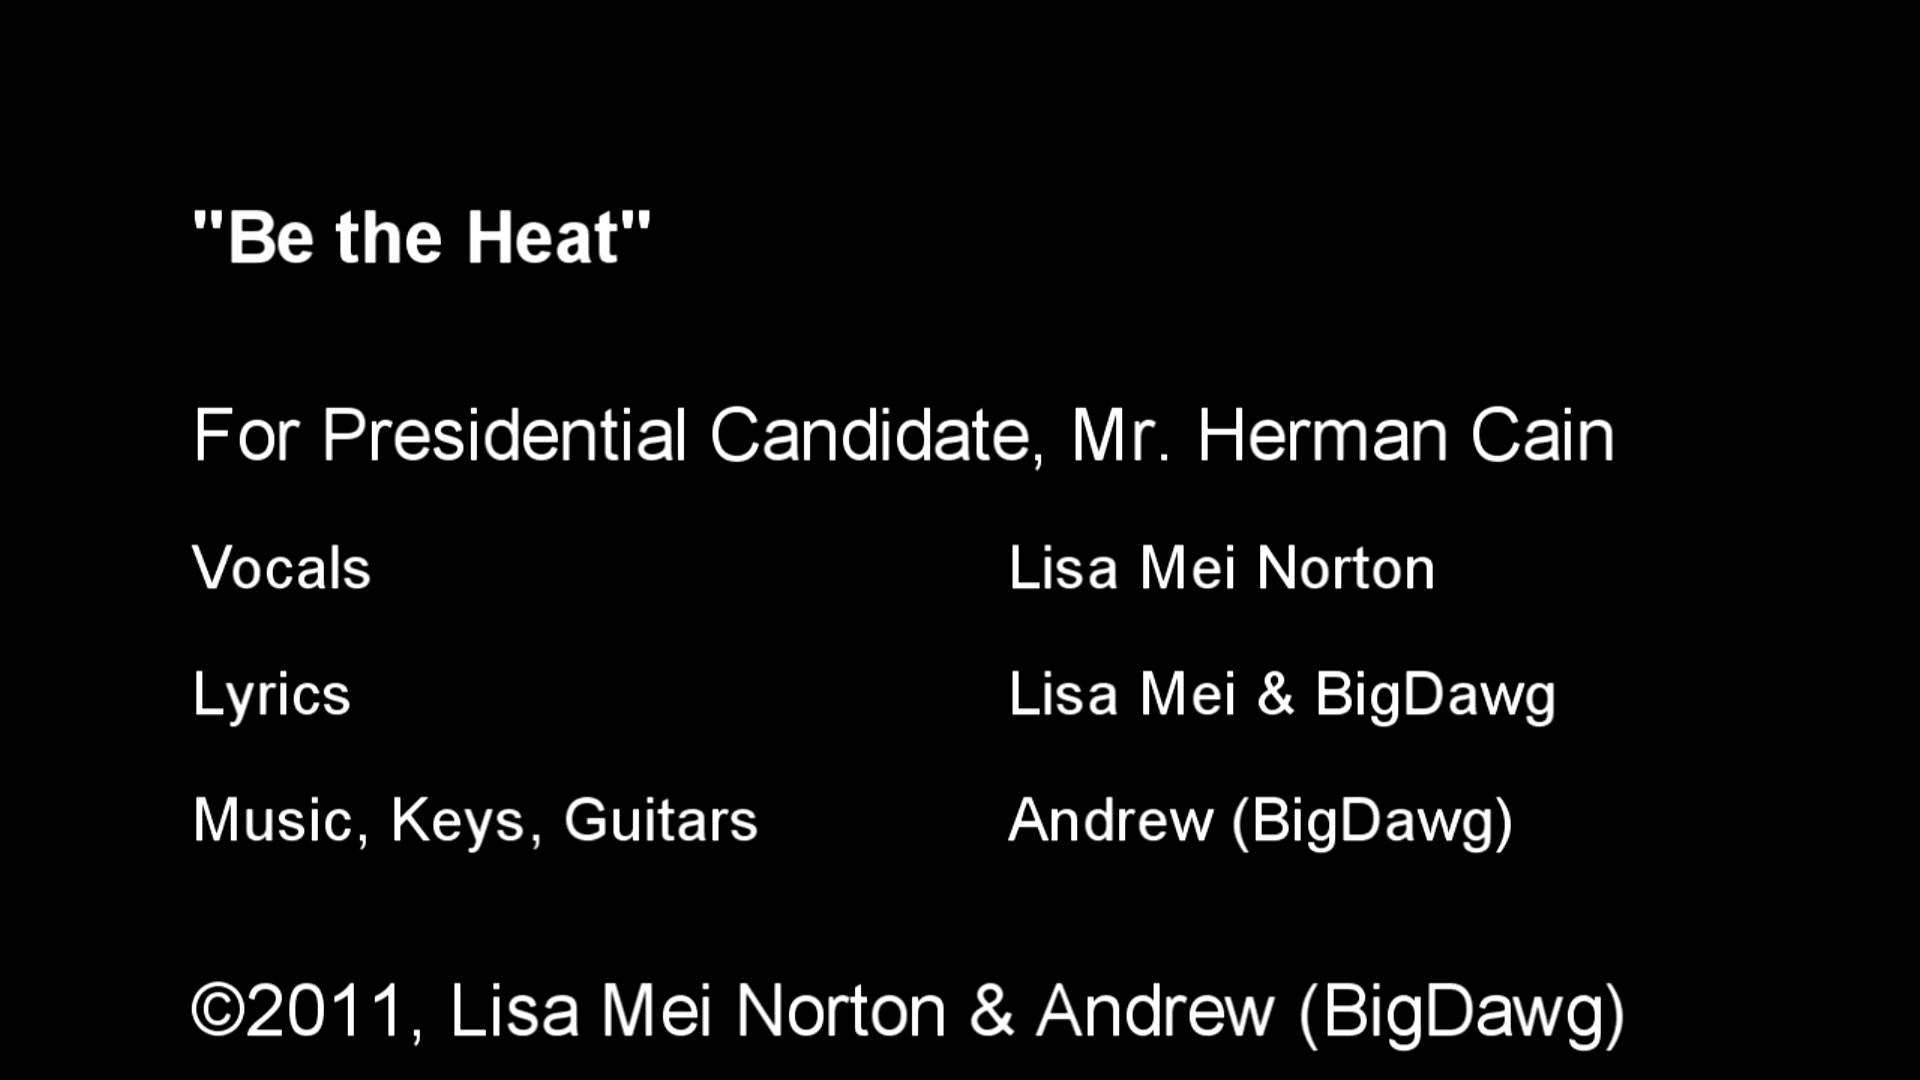 "Be the Heat"
For Presidential Candidate, Mr. Herman Cain
Vocals Lisa Mei Norton
Lyrics Lisa Mei & BigDawg
Music, Keys, Guitars Andrew (BigDawg)
©2011, Lisa Mei Norton & Andrew (BigDawg)